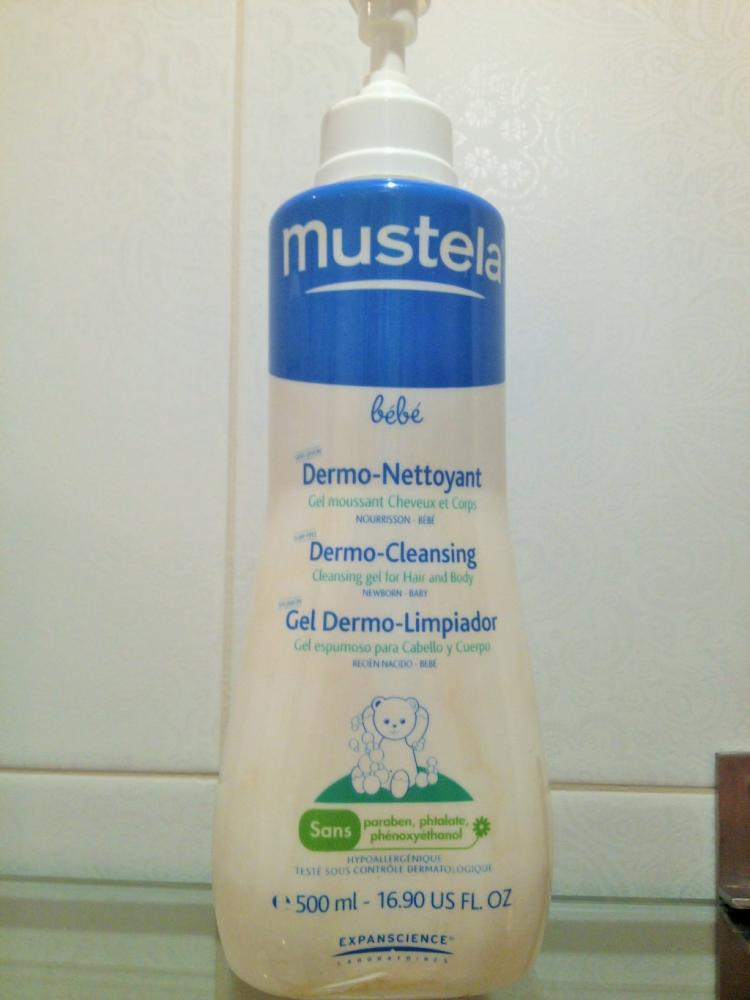 mustela
bébé
Dermo-Nettoyant
Gel moussant Cheveux et Corps
NOURRISSON - BÉBÉ
Dermo-Cleansing
Cleansing gel for Hair and Body
NEWBORN - BABY
Gel Dermo-Limpiador
Gel espumoso para Cabello y Cuerpo
RECIÉN NACIDO - BEBÉ
Sans paraben, phtalate,
phénoxyéthanol
HYPOALLERGÉNIQUE
TESTÉ SOUS CONTRÔLE DERMATOLOGIQUE
℮ 500 ml - 16.90 US FL. OZ
EXPANSCIENCE
LABORATOIRES